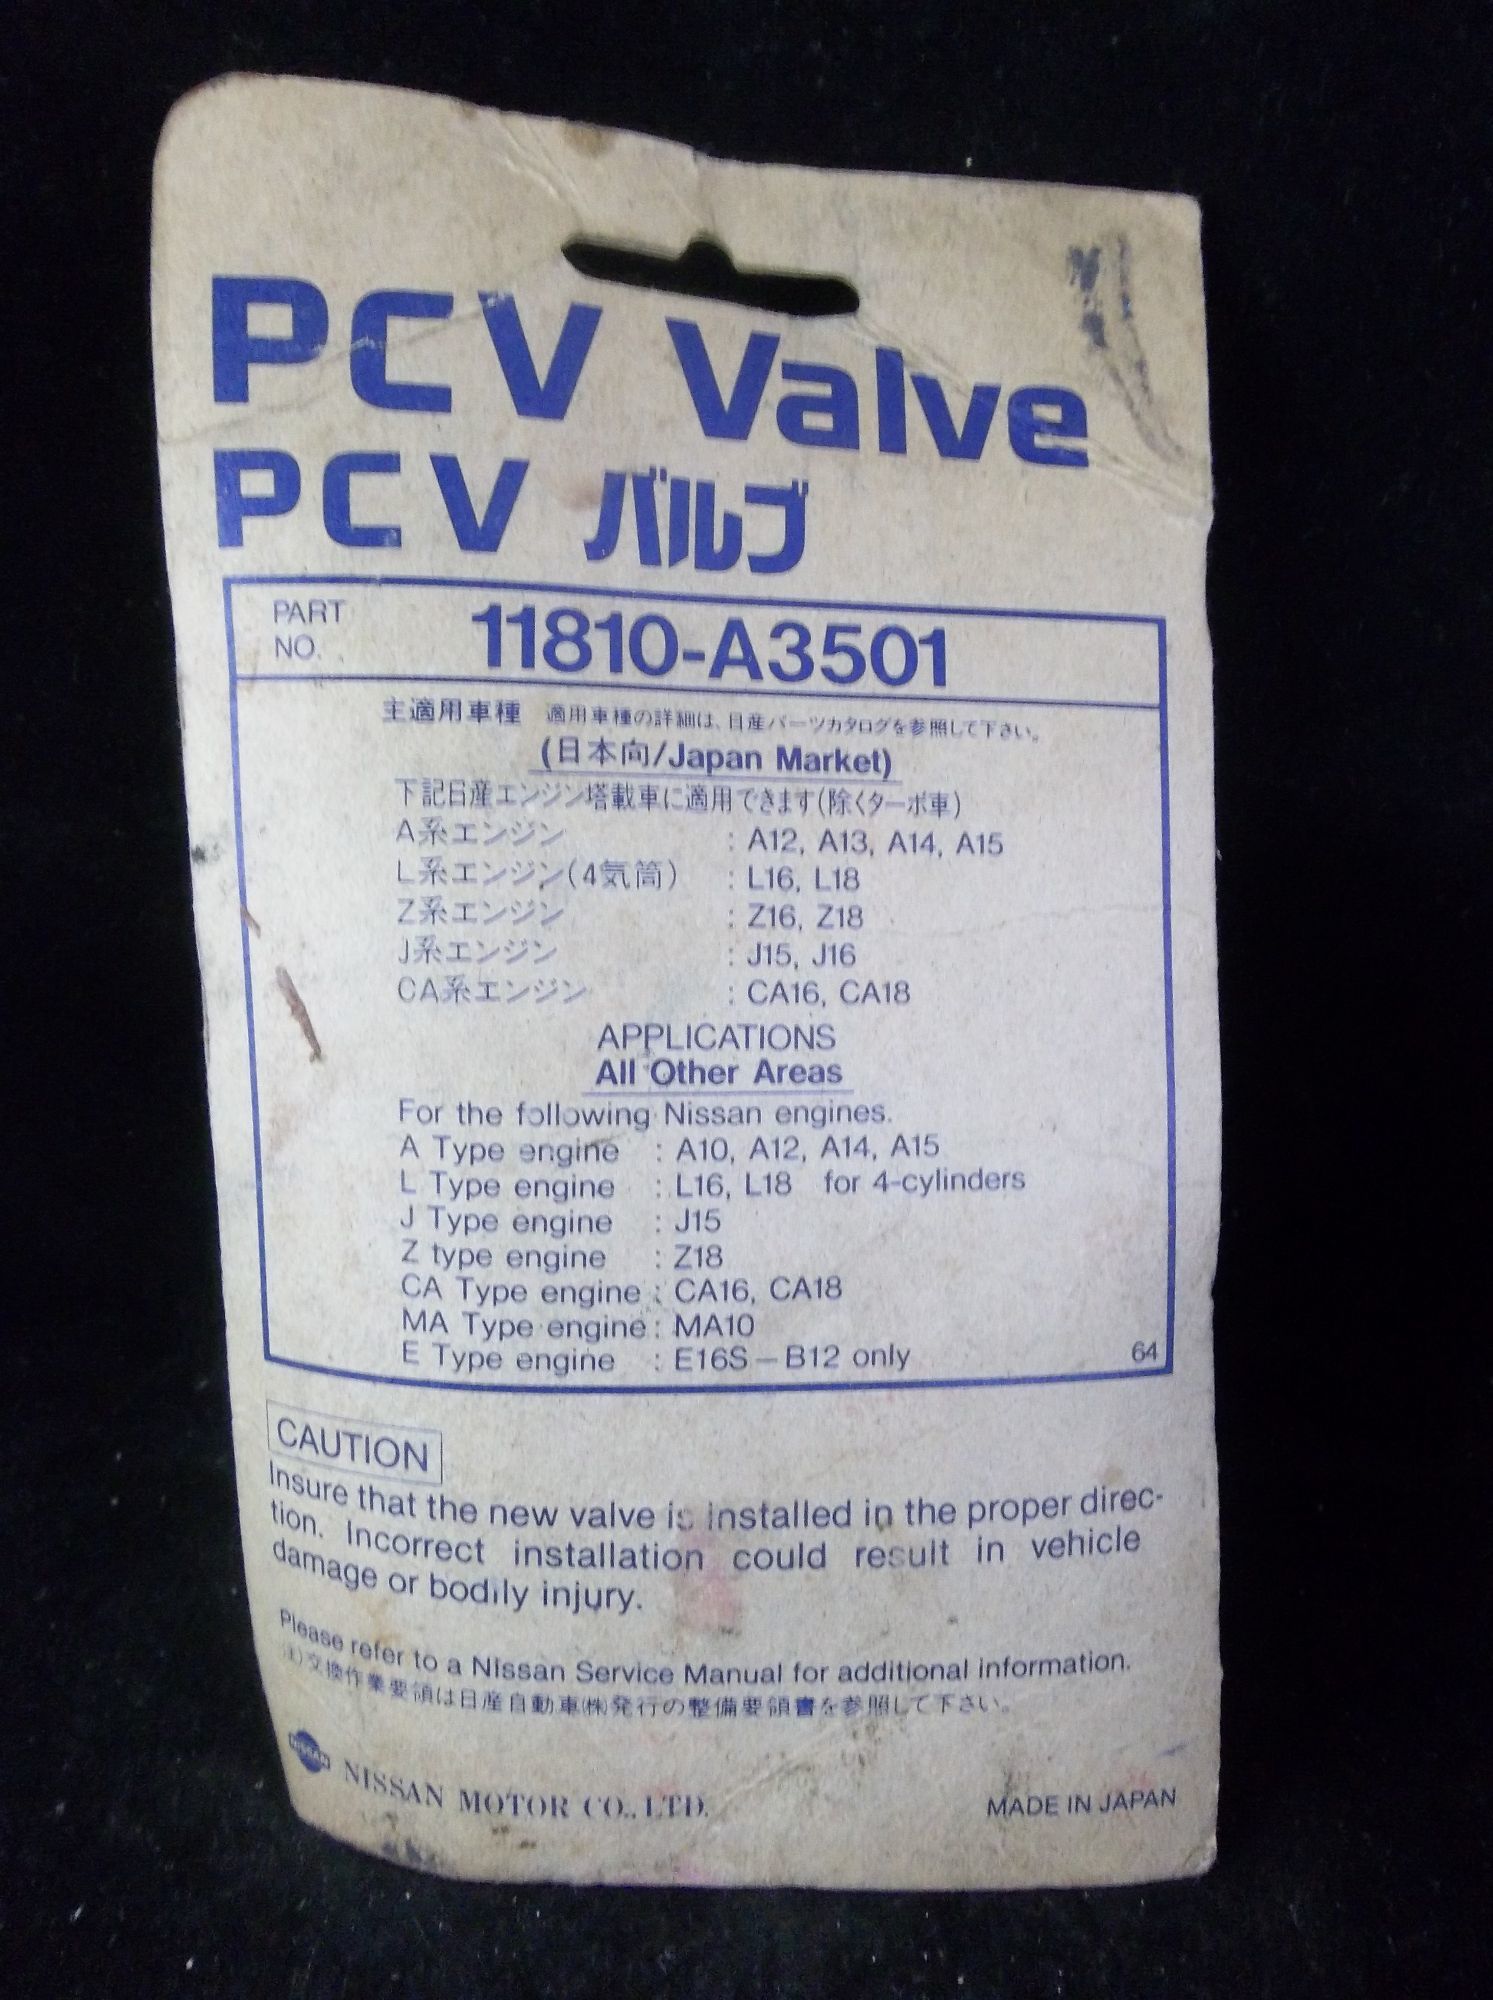 PCV Valve
PCV バルブ
PART
NO.
11810-A3501
主適用車種 適用車種の詳細は、日産パーツカタログを参照して下さい。
(日本向/Japan Market)
下記日産エンジン塔載車に適用できます(除くターボ車)
A系エンジン : A12, A13, A14, A15
L系エンジン(4気筒) : L16, L18
Z系エンジン : Z16, Z18
J系エンジン : J15, J16
CA系エンジン : CA16, CA18
APPLICATIONS
All Other Areas
For the following Nissan engines.
A Type engine : A10, A12, A14, A15
L Type engine : L16, L18 for 4-cylinders
J Type engine : J15
Z type engine : Z18
CA Type engine : CA16, CA18
MA Type engine : MA10
E Type engine : E16S – B12 only
64
CAUTION
Insure that the new valve is installed in the proper direc-
tion. Incorrect installation could result in vehicle
damage or bodily injury.
Please refer to a Nissan Service Manual for additional information.
注)交換作業要領は日産自動車㈱発行の整備要領書を参照して下さい。
NISSAN
NISSAN MOTOR CO., LTD.
MADE IN JAPAN